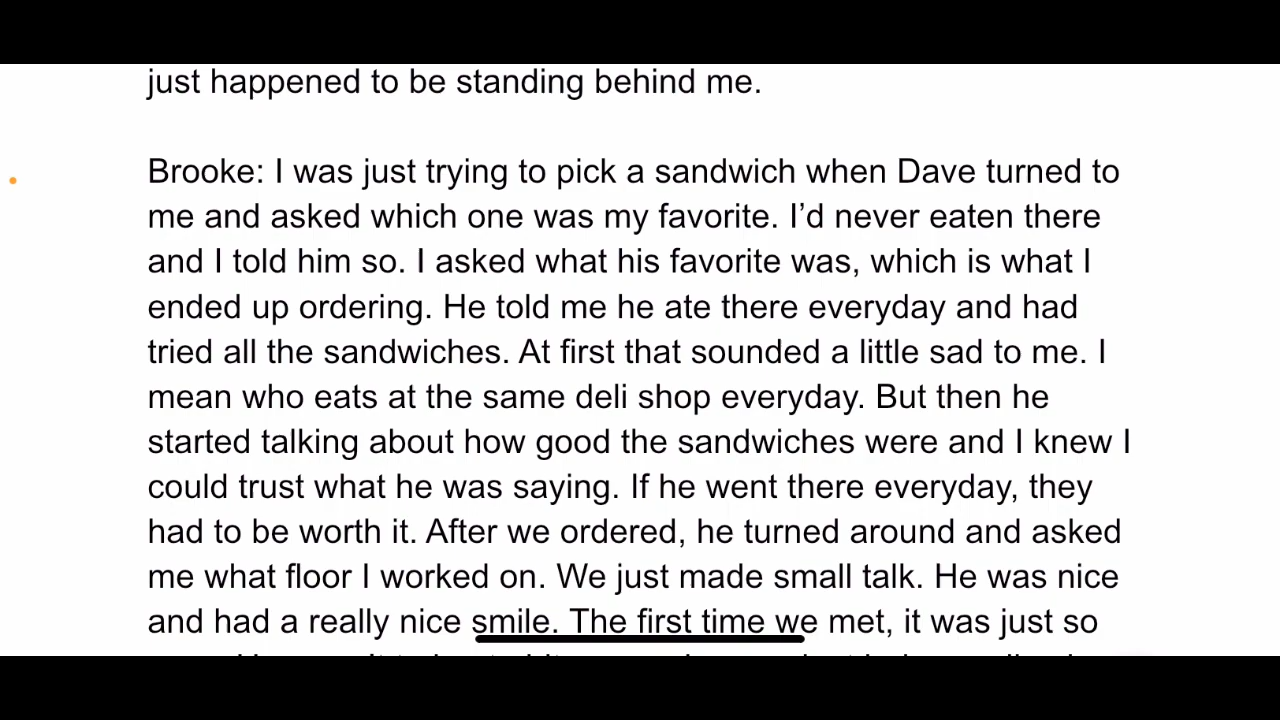 just happened to be standing behind me.
Brooke: I was just trying to pick a sandwich when Dave turned to
me and asked which one was my favorite. I’d never eaten there
and I told him so. I asked what his favorite was, which is what I
ended up ordering. He told me he ate there everyday and had
tried all the sandwiches. At first that sounded a little sad to me. I
mean who eats at the same deli shop everyday. But then he
started talking about how good the sandwiches were and I knew I
could trust what he was saying. If he went there everyday, they
had to be worth it. After we ordered, he turned around and asked
me what floor I worked on. We just made small talk. He was nice
and had a really nice smile. The first time we met, it was just so